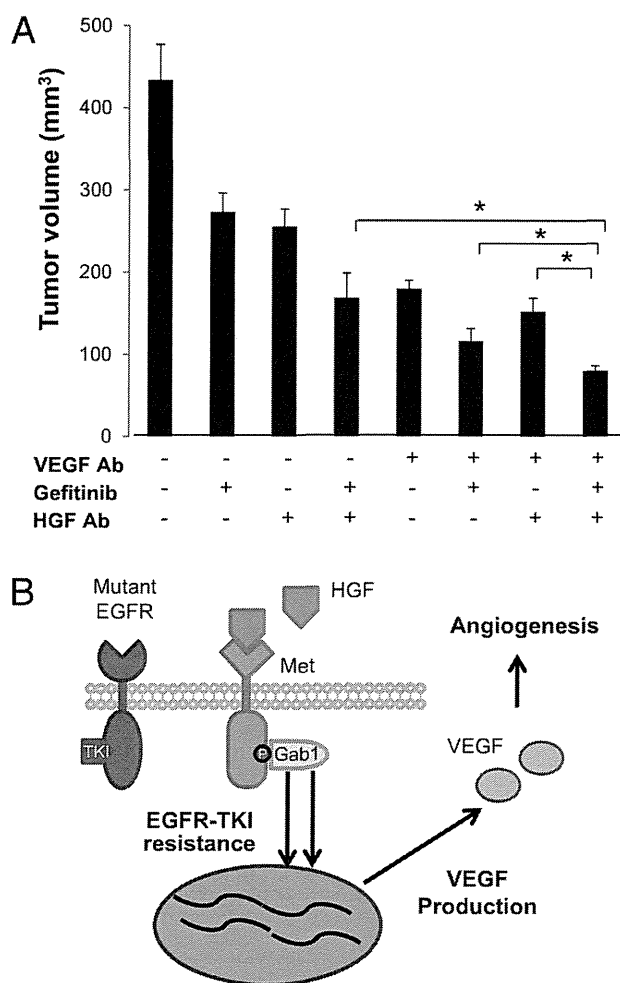 A
Tumor volume (mm³)
500
400
300
200
100
0
*
*
*
VEGF Ab - - - - + + + +
Gefitinib - + - + - + - +
HGF Ab - - + + - - + +
B
Mutant
EGFR
HGF
Met
TKI
P
Gab1
EGFR-TKI
resistance
Angiogenesis
VEGF
VEGF
Production